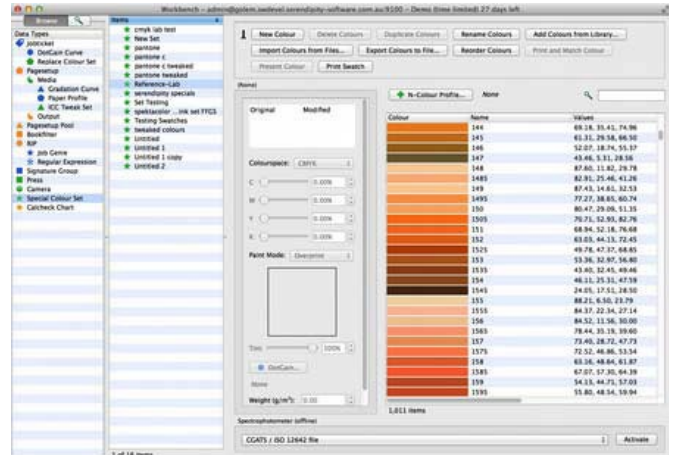 Workbench - admin@golem.swdevel.serendipity-software.com.au:9100 - Demo (time limited) 27 days left.
Browse
Data Types
Jobticket
DotGain Curve
Replace Colour Set
Pagesetup
Media
Gradation Curve
Paper Profile
ICC Tweak Set
Output
Pagesetup Pool
Bookfilter
RIP
Job Genre
Regular Expression
Signature Group
Press
Camera
Special Colour Set
Calcheck Chart
Items
cmyk lab test
New Set
pantone
pantone c
pantone c tweaked
pantone tweaked
Reference-Lab
serendipity specials
Set Testing
spektacolor ...ink set FFG5
Testing Swatches
tweaked colours
Untitled
Untitled 1
Untitled 1 copy
Untitled 2
New Colour Delete Colours Duplicate Colours Rename Colours Add Colours from Library...
Import Colours from Files... Export Colours to File... Reorder Colours Print and Match Colour
Present Colour Print Swatch
(None)
Original Modified
Colourspace: CMYK
C 0.00%
M 0.00%
Y 0.00%
K 0.00%
Paint Mode: Overprint
Tint: 100%
DotGain...
None
Weight (g/m²): 0.00
N-Colour Profile... None
Colour Name Values
144 69.18, 35.41, 74.96
145 61.31, 29.58, 66.50
146 52.07, 18.74, 55.37
147 43.46, 5.31, 28.56
148 87.60, 11.82, 29.78
1485 82.91, 25.46, 41.26
149 87.43, 14.61, 32.53
1495 77.27, 38.65, 60.74
150 80.47, 29.09, 51.35
1505 70.71, 52.93, 82.76
151 68.94, 52.18, 76.68
152 63.03, 44.13, 72.45
1525 49.78, 47.37, 68.85
153 53.36, 32.97, 56.80
1535 43.40, 32.45, 49.46
154 46.11, 25.31, 47.59
1545 24.05, 17.51, 28.50
155 88.21, 6.50, 23.79
1555 84.37, 22.34, 27.14
156 84.52, 11.56, 30.00
1565 78.44, 35.19, 39.60
157 73.40, 28.72, 47.73
1575 72.52, 46.86, 53.54
158 63.16, 48.64, 61.87
1585 67.07, 57.30, 64.39
159 54.13, 44.71, 57.03
1595 55.80, 48.54, 59.94
1,011 items
Spectrophotometer (offline)
CGATS / ISO 12642 file Activate
1 of 16 items